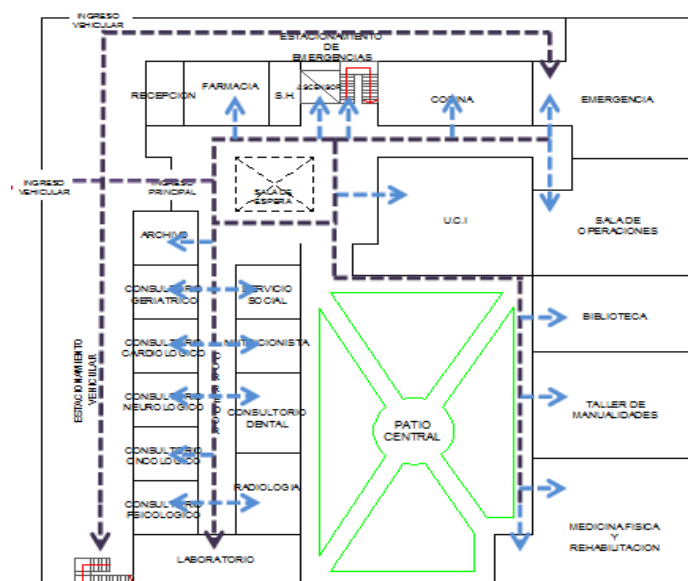 INGRESO
VEHICULAR
ESTACIONAMIENTO
DE
EMERGENCIAS
RECEPCION
FARMACIA
S.H.
ASCENSOR
COCINA
EMERGENCIA
INGRESO
VEHICULAR
INGRESO
PRINCIPAL
SALA DE
ESPERA
U.C.I
SALA DE
OPERACIONES
ARCHIVO
CONSULTORIO
GERIATRICO
SERVICIO
SOCIAL
BIBLIOTECA
CONSULTORIO
CARDIOLOGICO
NUTRICIONISTA
ESTACIONAMIENTO
VEHICULAR
CONSULTORIO
NEUROLOGICO
CONSULTORIO
DENTAL
TALLER DE
MANUALIDADES
PATIO
CENTRAL
CONSULTORIO
ONCOLOGICO
CONSULTORIO
PSICOLOGICO
RADIOLOGIA
LABORATORIO
MEDICINA FISICA
Y
REHABILITACION